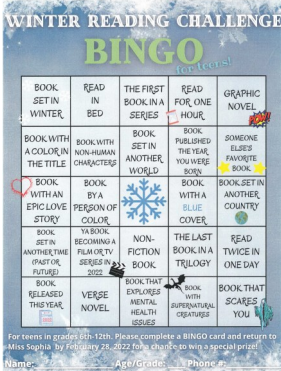 WINTER READING CHALLENGE
BINGO
for teens!
BOOK SET IN WINTER
READ IN BED
THE FIRST BOOK IN A SERIES
READ FOR ONE HOUR
GRAPHIC NOVEL
POW!
BOOK WITH A COLOR IN THE TITLE
BOOK WITH NON-HUMAN CHARACTERS
BOOK SET IN ANOTHER WORLD
BOOK PUBLISHED THE YEAR YOU WERE BORN
SOMEONE ELSE'S FAVORITE BOOK
BOOK WITH AN EPIC LOVE STORY
BOOK BY A PERSON OF COLOR
BOOK WITH A BLUE COVER
BOOK SET IN ANOTHER COUNTRY
BOOK SET IN ANOTHER TIME (PAST OR FUTURE)
YA BOOK BECOMING A FILM OR TV SERIES IN 2022
NON-FICTION BOOK
THE LAST BOOK IN A TRILOGY
READ TWICE IN ONE DAY
BOOK RELEASED THIS YEAR
VERSE NOVEL
BOOK THAT EXPLORES MENTAL HEALTH ISSUES
BOOK WITH SUPERNATURAL CREATURES
BOOK THAT SCARES YOU
For teens in grades 6th-12th. Please complete a BINGO card and return to
Miss Sophia by February 28, 2022 for a chance to win a special prize!
Name: Age/Grade: Phone #: